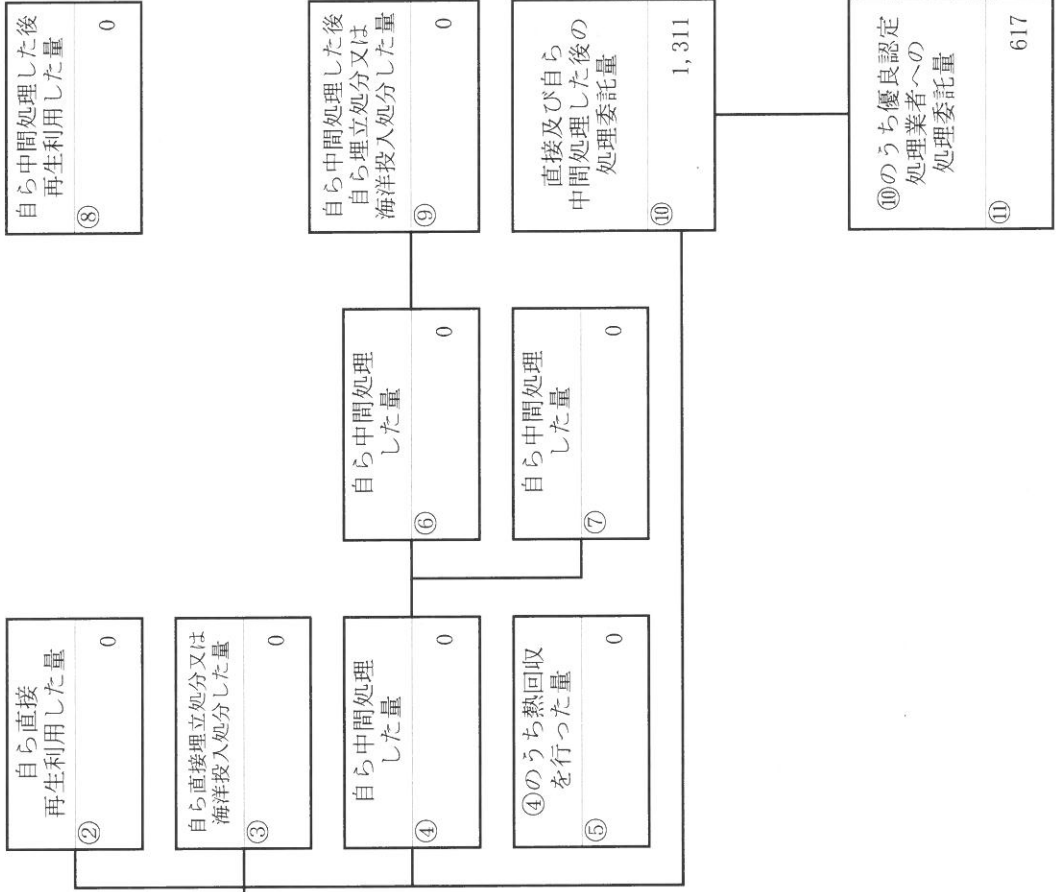 自ら直接
再生利用した量
② 0
自ら直接埋立処分又は
海洋投入処分した量
③ 0
自ら中間処理
した量
④ 0
④のうち熱回収
を行った量
⑤ 0
自ら中間処理
した量
⑥ 0
自ら中間処理
した量
⑦ 0
自ら中間処理した後
再生利用した量
⑧ 0
自ら中間処理した後
自ら埋立処分又は
海洋投入処分した量
⑨ 0
直接及び自ら
中間処理した後の
処理委託量
⑩ 1,311
⑩のうち優良認定
処理業者への
処理委託量
⑪ 617